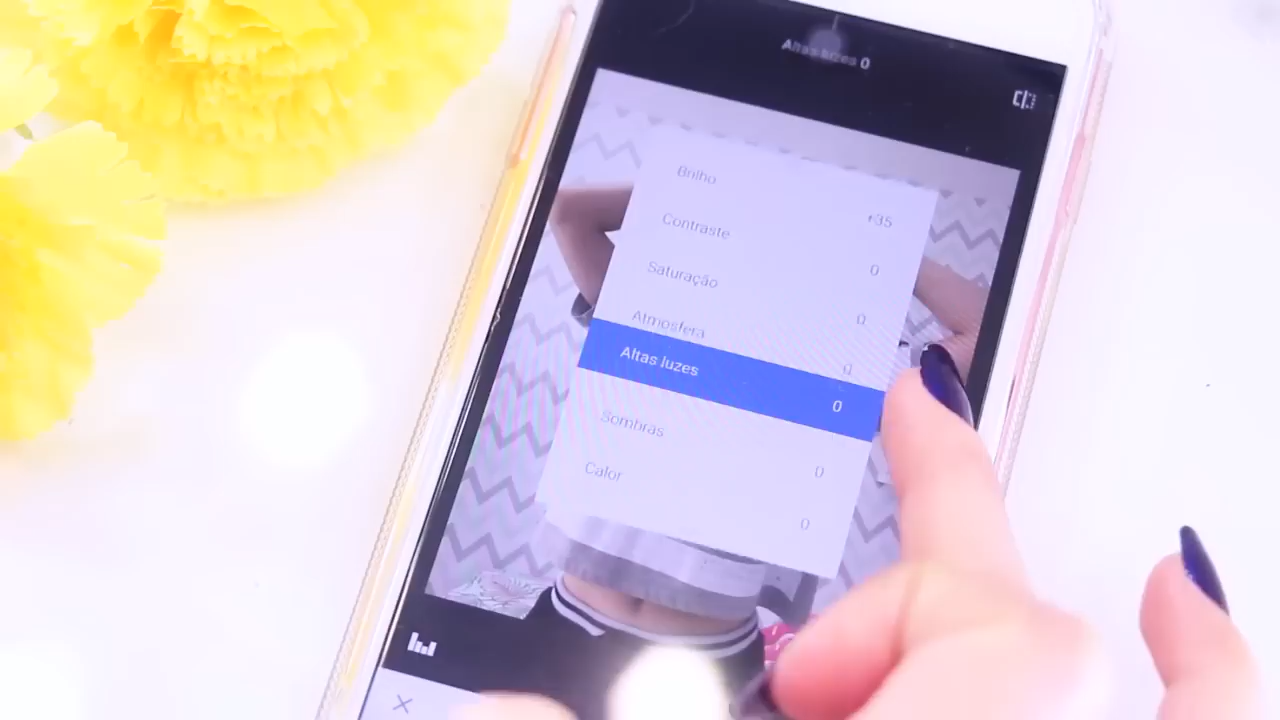 Altas luzes 0
Brilho +35
Contraste 0
Saturação 0
Atmosfera 0
Altas luzes 0
Sombras 0
Calor 0